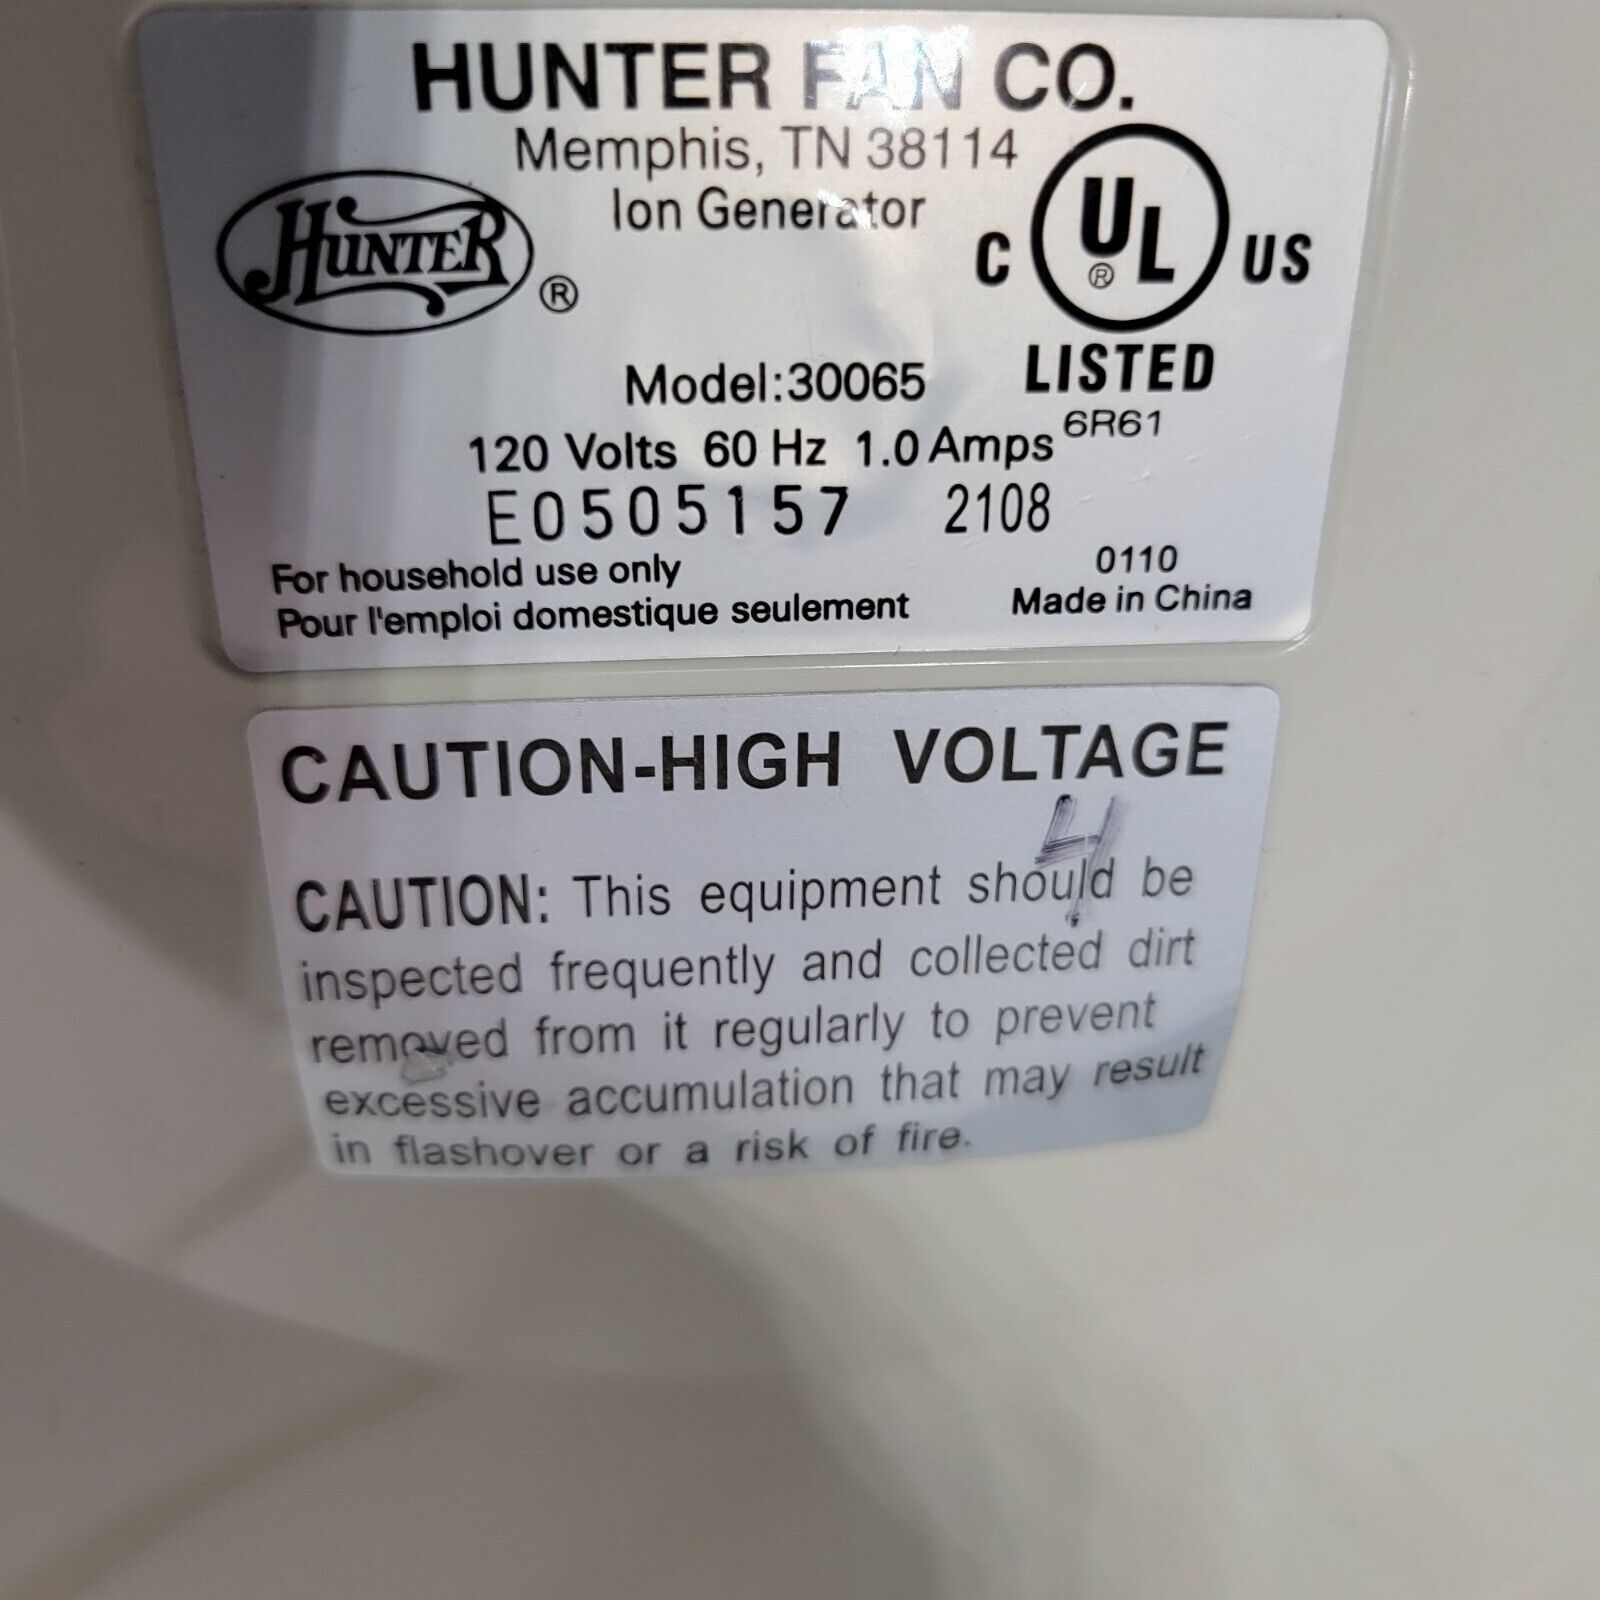 HUNTER FAN CO.
Memphis, TN 38114
Ion Generator
HUNTER ®
C UL ® US
LISTED
6R61
Model:30065
120 Volts 60 Hz 1.0 Amps
E0505157 2108
For household use only
Pour l'emploi domestique seulement
0110
Made in China
CAUTION-HIGH VOLTAGE
4
CAUTION: This equipment should be
inspected frequently and collected dirt
removed from it regularly to prevent
excessive accumulation that may result
in flashover or a risk of fire.